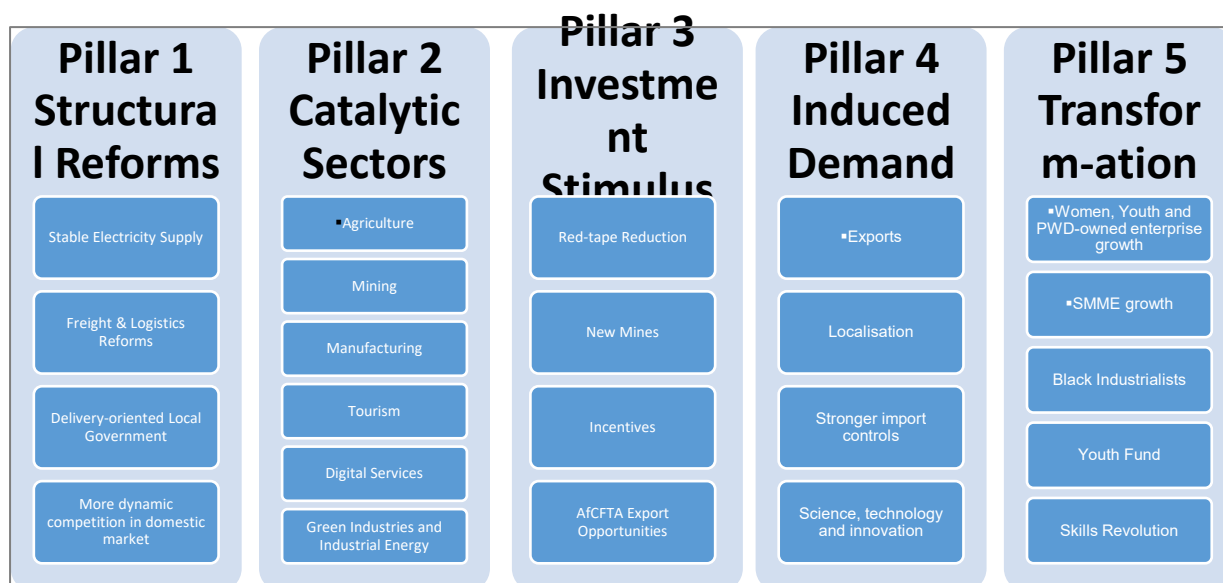 Pillar 1
Structura
l Reforms
Stable Electricity Supply
Freight & Logistics
Reforms
Delivery-oriented Local
Government
More dynamic
competition in domestic
market
Pillar 2
Catalytic
Sectors
▪Agriculture
Mining
Manufacturing
Tourism
Digital Services
Green Industries and
Industrial Energy
Pillar 3
Investme
nt
Stimulus
Red-tape Reduction
New Mines
Incentives
AfCFTA Export
Opportunities
Pillar 4
Induced
Demand
▪Exports
Localisation
Stronger import
controls
Science, technology
and innovation
Pillar 5
Transfor
m-ation
▪Women, Youth and
PWD-owned enterprise
growth
▪SMME growth
Black Industrialists
Youth Fund
Skills Revolution